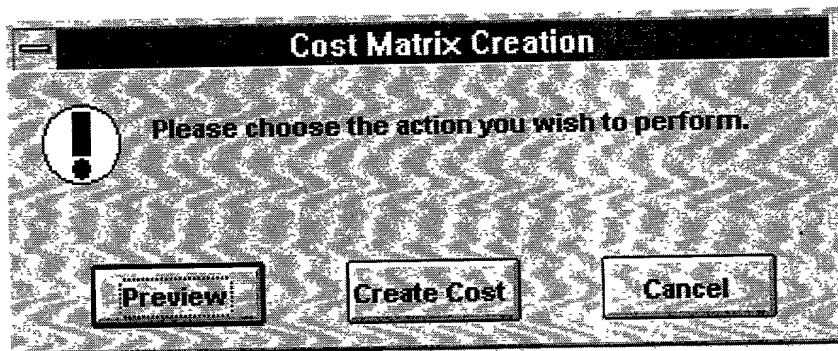 Cost Matrix Creation
Please choose the action you wish to perform.
Preview
Create Cost
Cancel